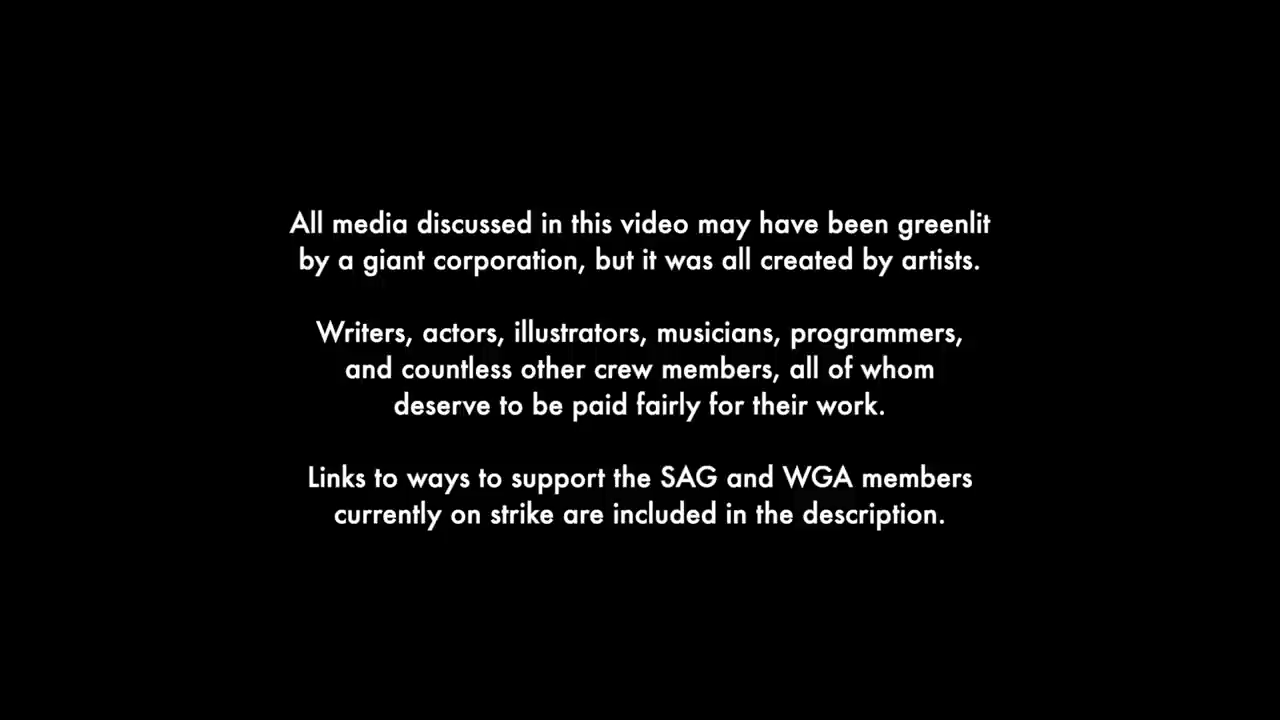 All media discussed in this video may have been greenlit
by a giant corporation, but it was all created by artists.
Writers, actors, illustrators, musicians, programmers,
and countless other crew members, all of whom
deserve to be paid fairly for their work.
Links to ways to support the SAG and WGA members
currently on strike are included in the description.